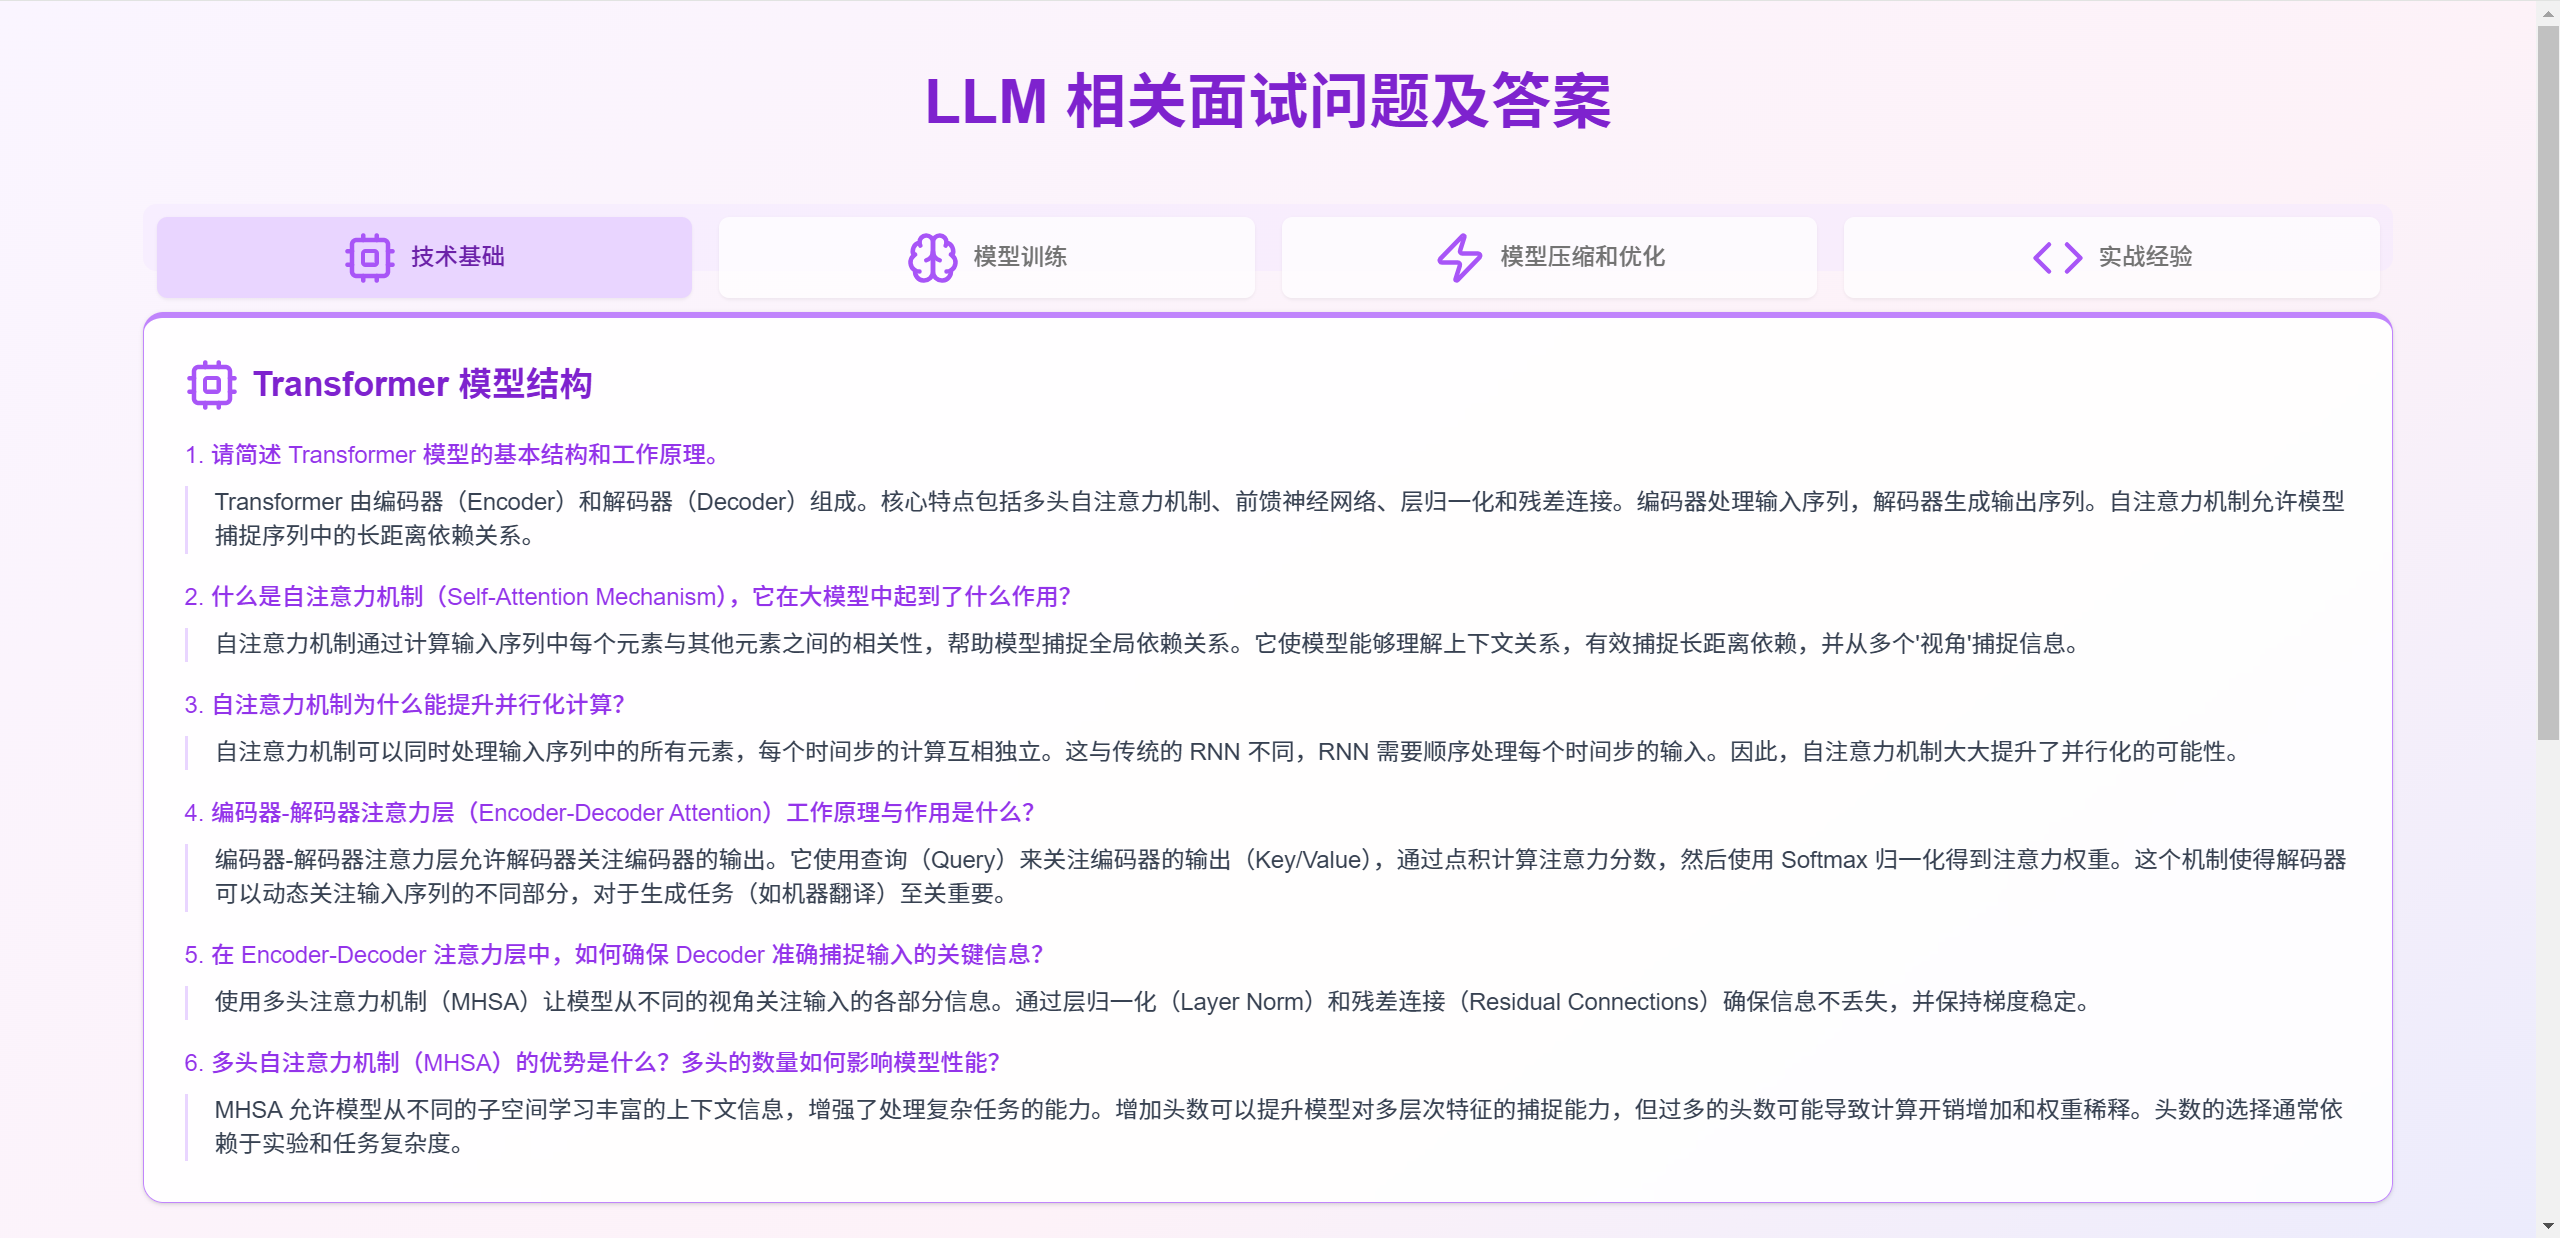 LLM 相关面试问题及答案
技术基础
模型训练
模型压缩和优化
实战经验
Transformer 模型结构
1. 请简述 Transformer 模型的基本结构和工作原理。
Transformer 由编码器（Encoder）和解码器（Decoder）组成。核心特点包括多头自注意力机制、前馈神经网络、层归一化和残差连接。编码器处理输入序列，解码器生成输出序列。自注意力机制允许模型
捕捉序列中的长距离依赖关系。
2. 什么是自注意力机制（Self-Attention Mechanism），它在大模型中起到了什么作用？
自注意力机制通过计算输入序列中每个元素与其他元素之间的相关性，帮助模型捕捉全局依赖关系。它使模型能够理解上下文关系，有效捕捉长距离依赖，并从多个'视角'捕捉信息。
3. 自注意力机制为什么能提升并行化计算？
自注意力机制可以同时处理输入序列中的所有元素，每个时间步的计算互相独立。这与传统的 RNN 不同，RNN 需要顺序处理每个时间步的输入。因此，自注意力机制大大提升了并行化的可能性。
4. 编码器-解码器注意力层（Encoder-Decoder Attention）工作原理与作用是什么？
编码器-解码器注意力层允许解码器关注编码器的输出。它使用查询（Query）来关注编码器的输出（Key/Value），通过点积计算注意力分数，然后使用 Softmax 归一化得到注意力权重。这个机制使得解码器
可以动态关注输入序列的不同部分，对于生成任务（如机器翻译）至关重要。
5. 在 Encoder-Decoder 注意力层中，如何确保 Decoder 准确捕捉输入的关键信息？
使用多头注意力机制（MHSA）让模型从不同的视角关注输入的各部分信息。通过层归一化（Layer Norm）和残差连接（Residual Connections）确保信息不丢失，并保持梯度稳定。
6. 多头自注意力机制（MHSA）的优势是什么？多头的数量如何影响模型性能？
MHSA 允许模型从不同的子空间学习丰富的上下文信息，增强了处理复杂任务的能力。增加头数可以提升模型对多层次特征的捕捉能力，但过多的头数可能导致计算开销增加和权重稀释。头数的选择通常依
赖于实验和任务复杂度。